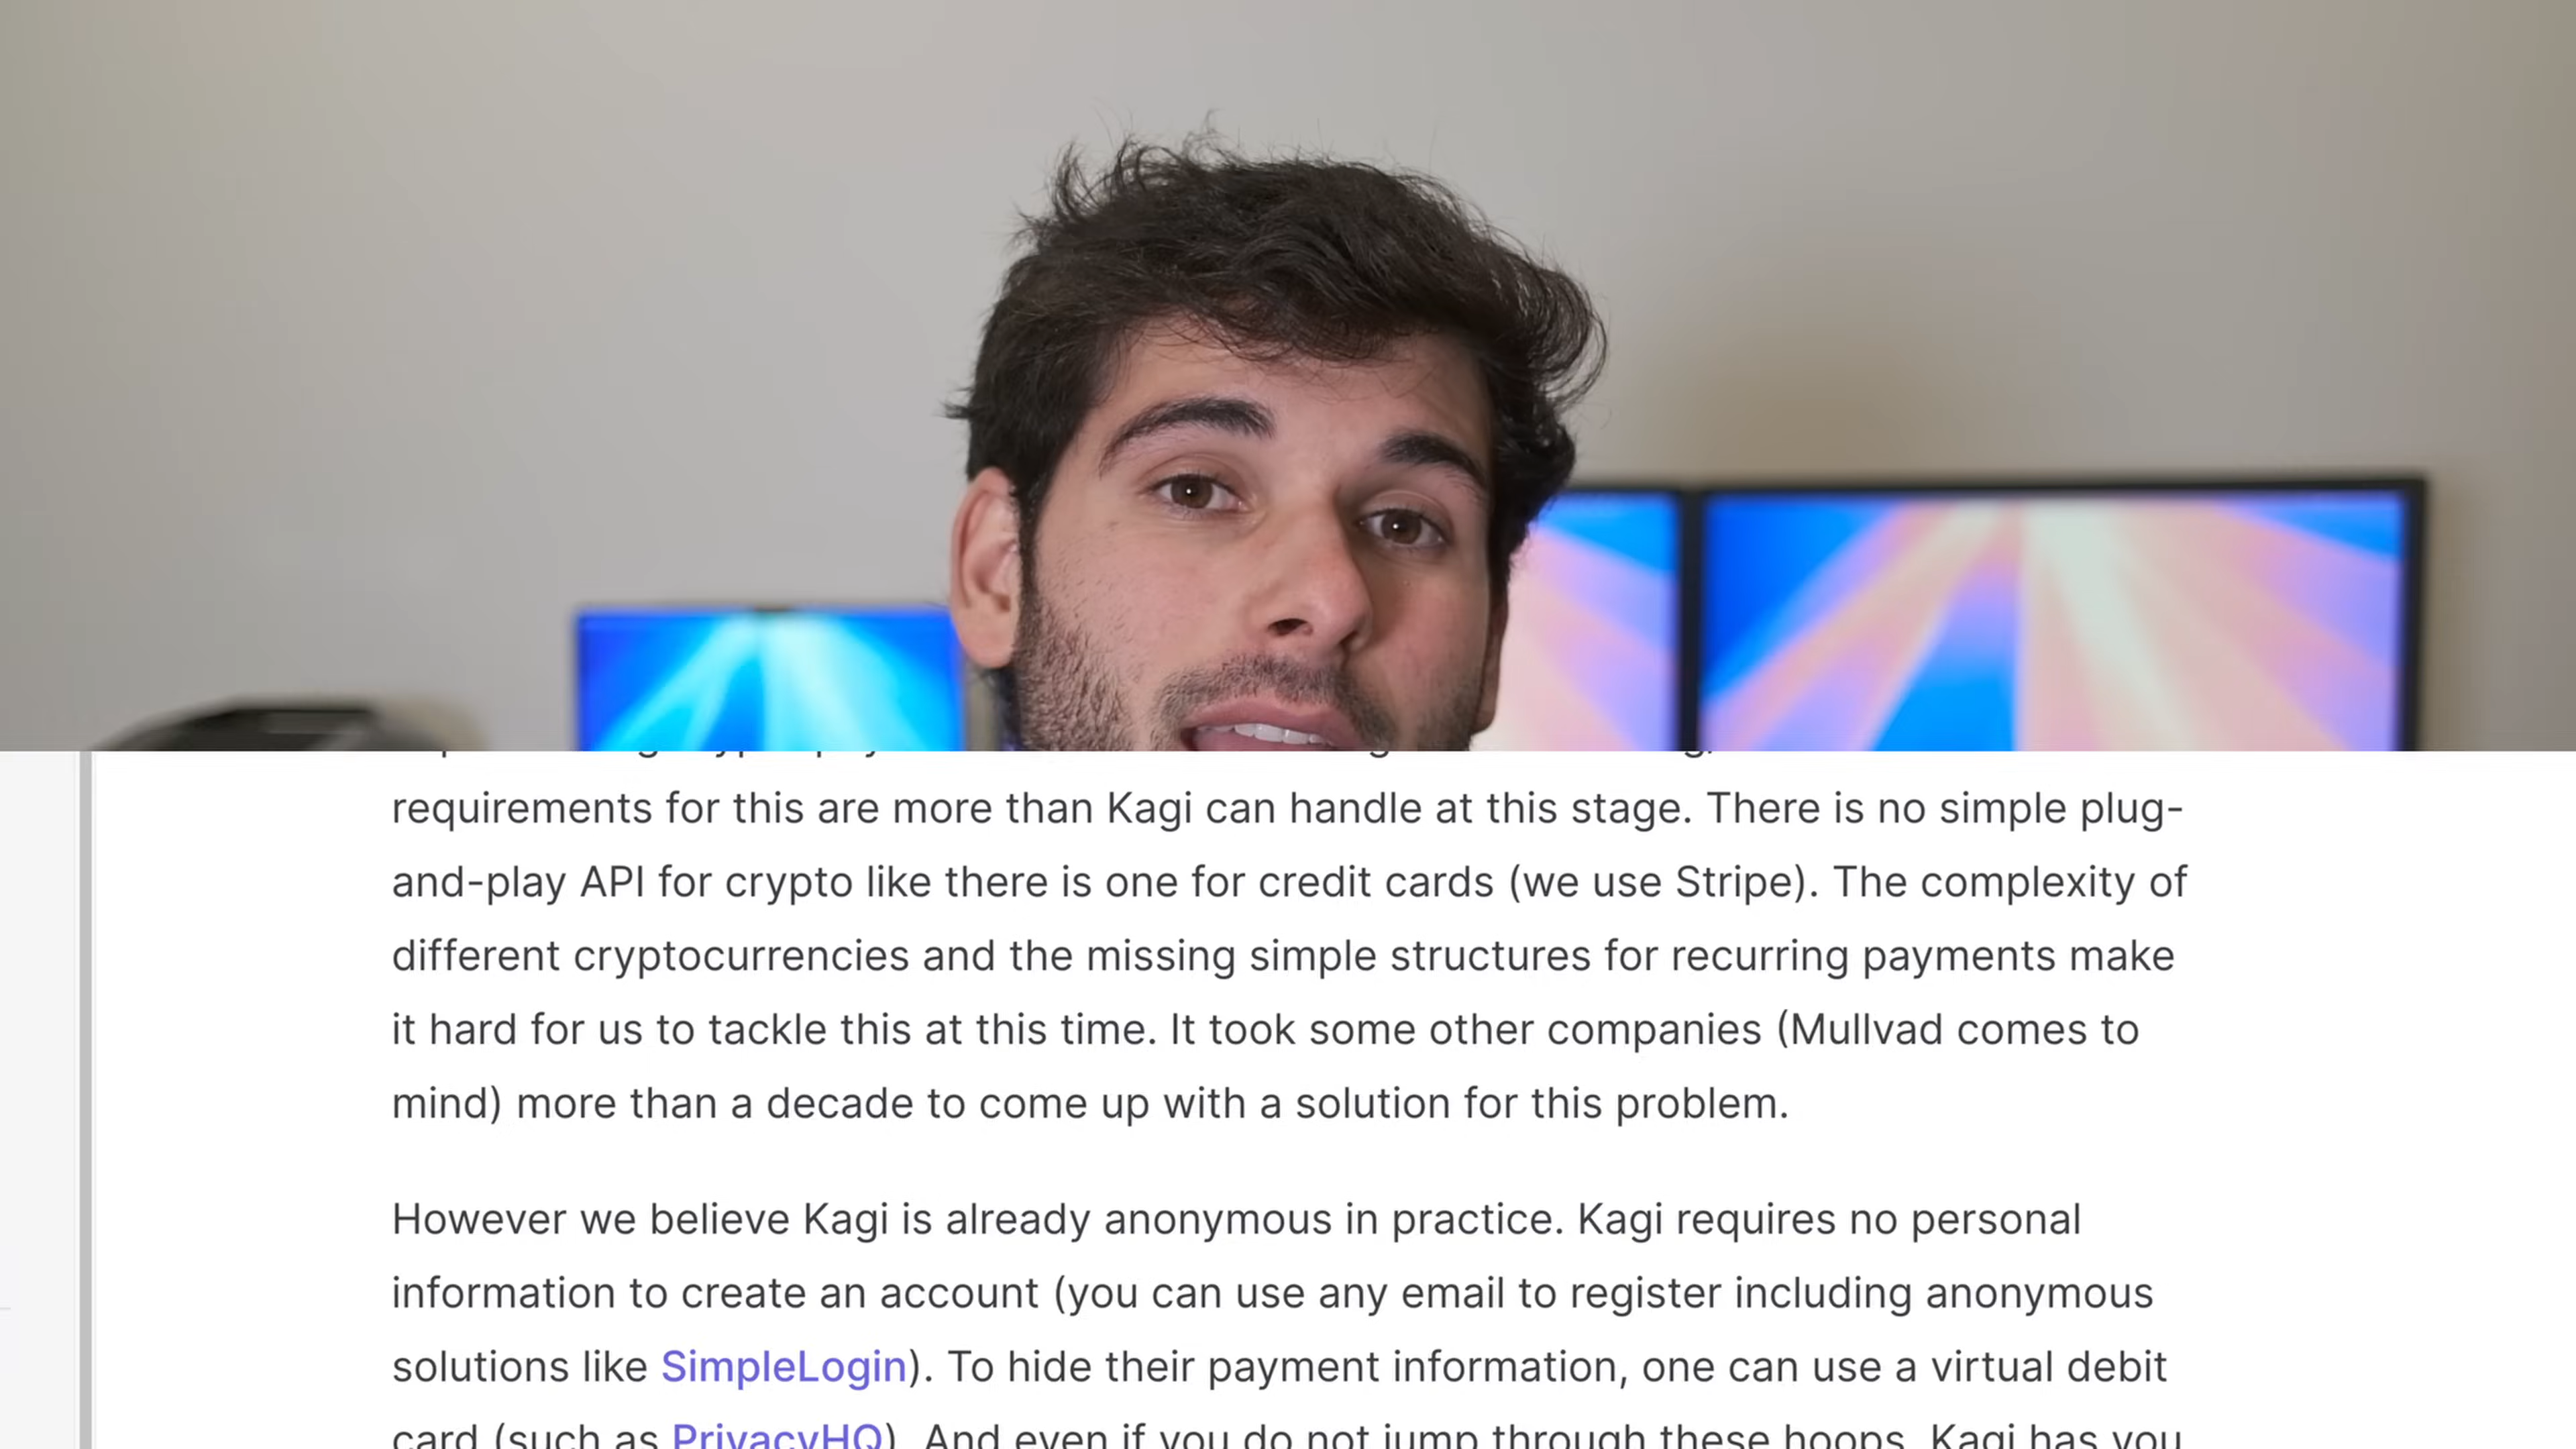 requirements for this are more than Kagi can handle at this stage. There is no simple plug-
and-play API for crypto like there is one for credit cards (we use Stripe). The complexity of
different cryptocurrencies and the missing simple structures for recurring payments make
it hard for us to tackle this at this time. It took some other companies (Mullvad comes to
mind) more than a decade to come up with a solution for this problem.
However we believe Kagi is already anonymous in practice. Kagi requires no personal
information to create an account (you can use any email to register including anonymous
solutions like SimpleLogin). To hide their payment information, one can use a virtual debit
card (such as PrivacyHQ). And even if you do not jump through these hoops, Kagi has you